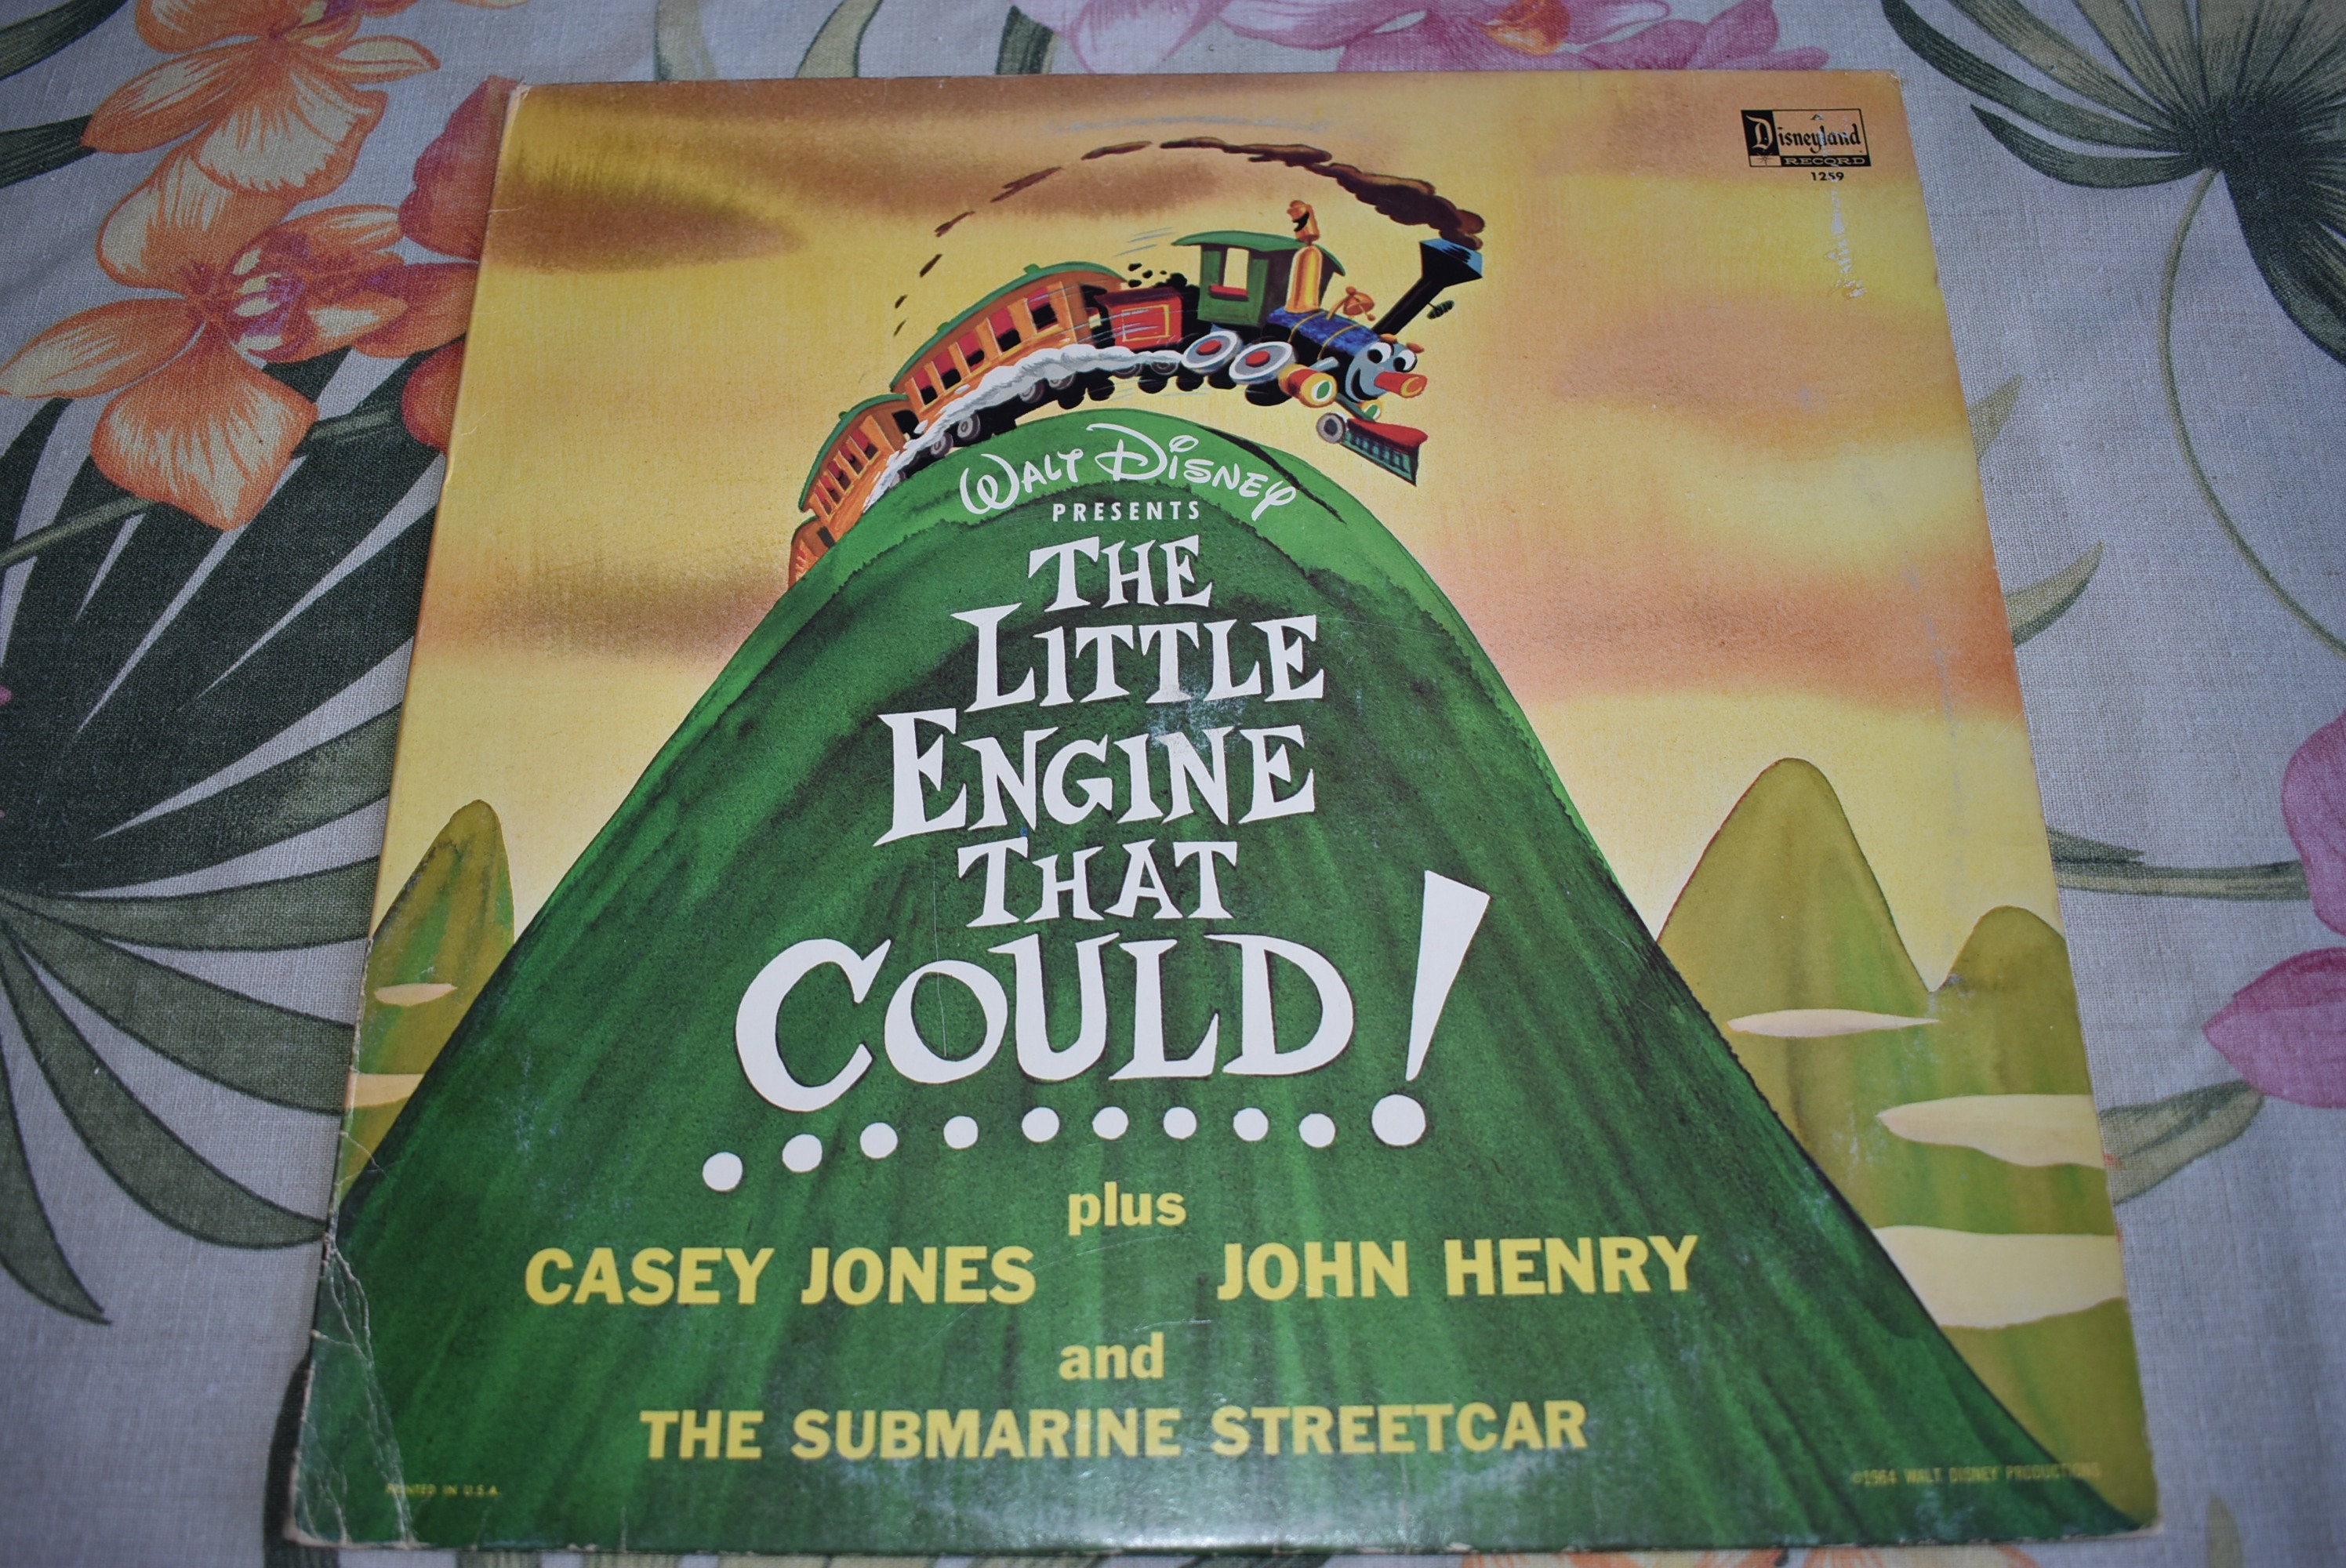 Disneyland
RECORD
1259
WALT DISNEY
PRESENTS
THE
LITTLE
ENGINE
THAT
COULD!
plus
CASEY JONES JOHN HENRY
and
THE SUBMARINE STREETCAR
PRINTED IN U.S.A.
©1964 WALT DISNEY PRODUCTIONS